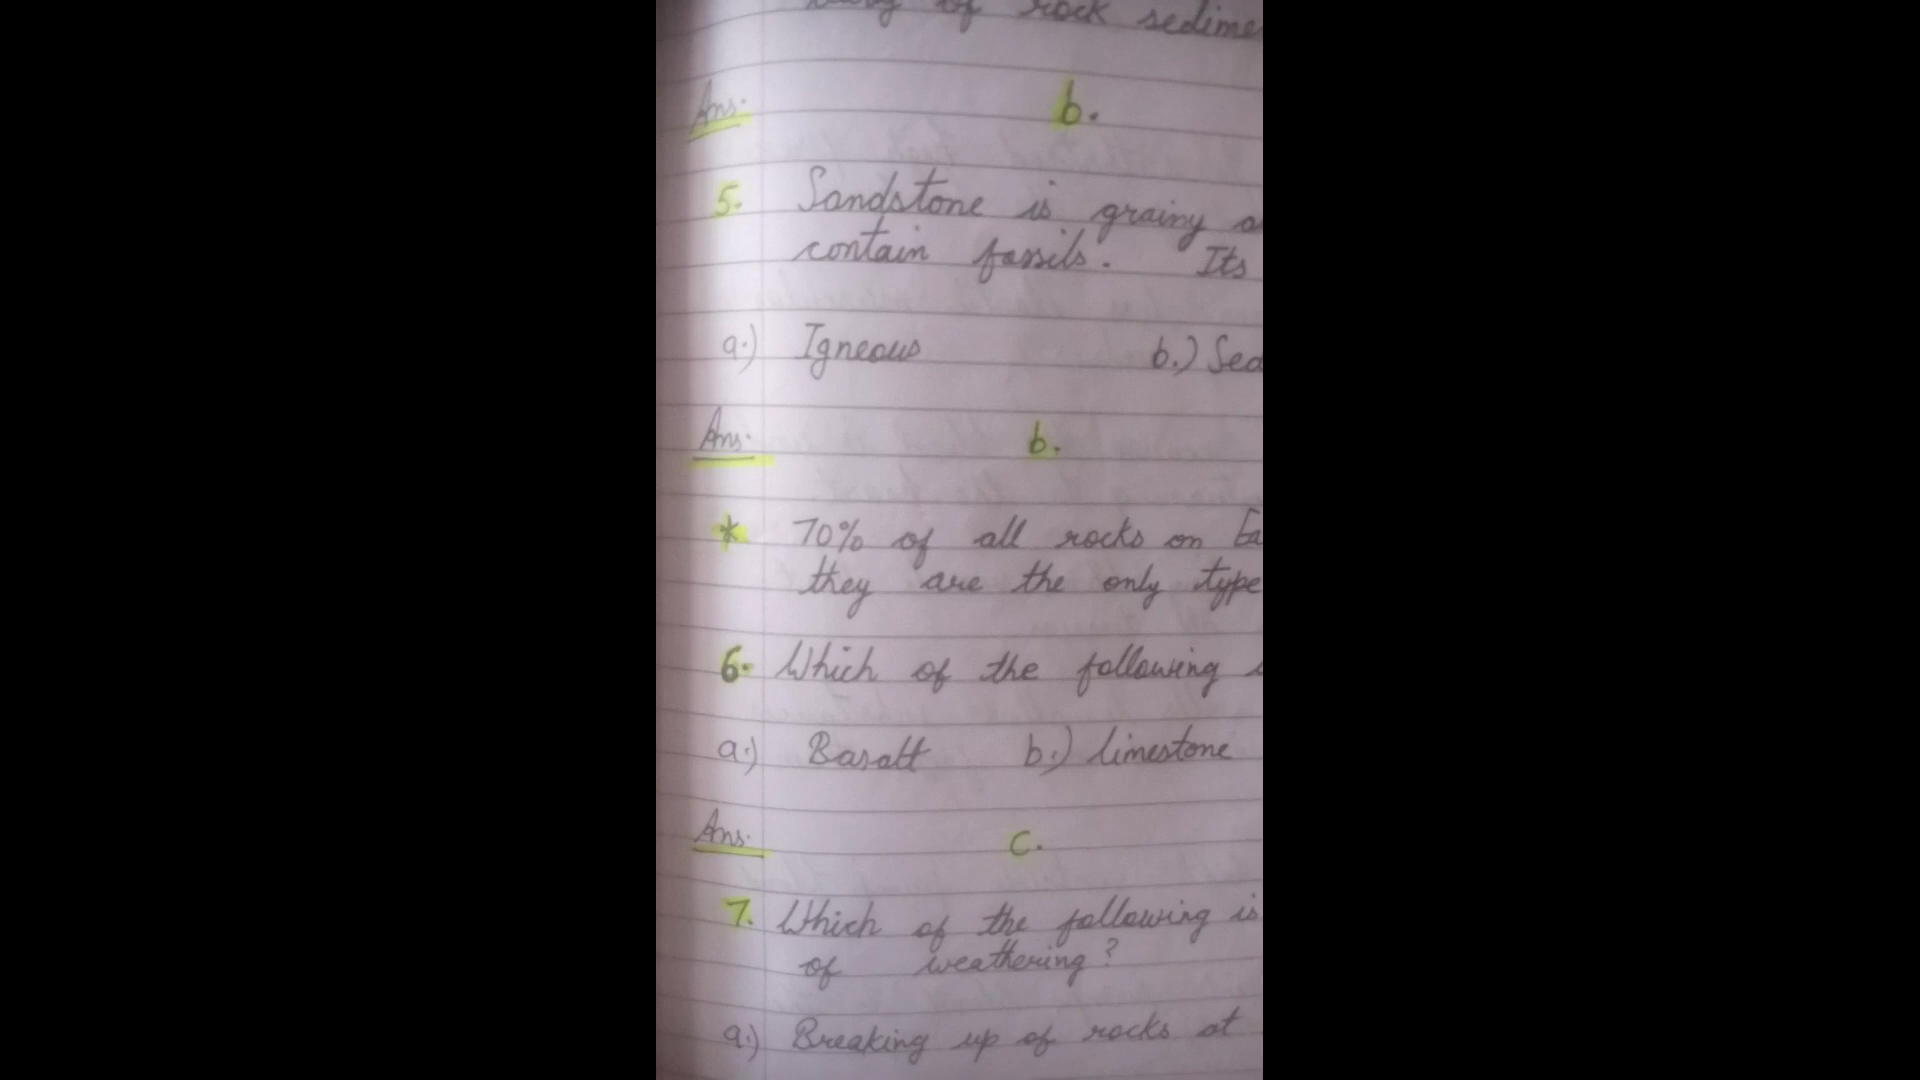 of rock sedime
Ans. b.
5. Sandstone is grainy a
contain fossils. Its
a.) Igneous b.) Sed
Ans. b.
* 70% of all rocks on Ea
they are the only type
6. Which of the following
a.) Basalt b.) limestone
Ans. c.
7. Which of the following is
of weathering?
a.) Breaking up of rocks at